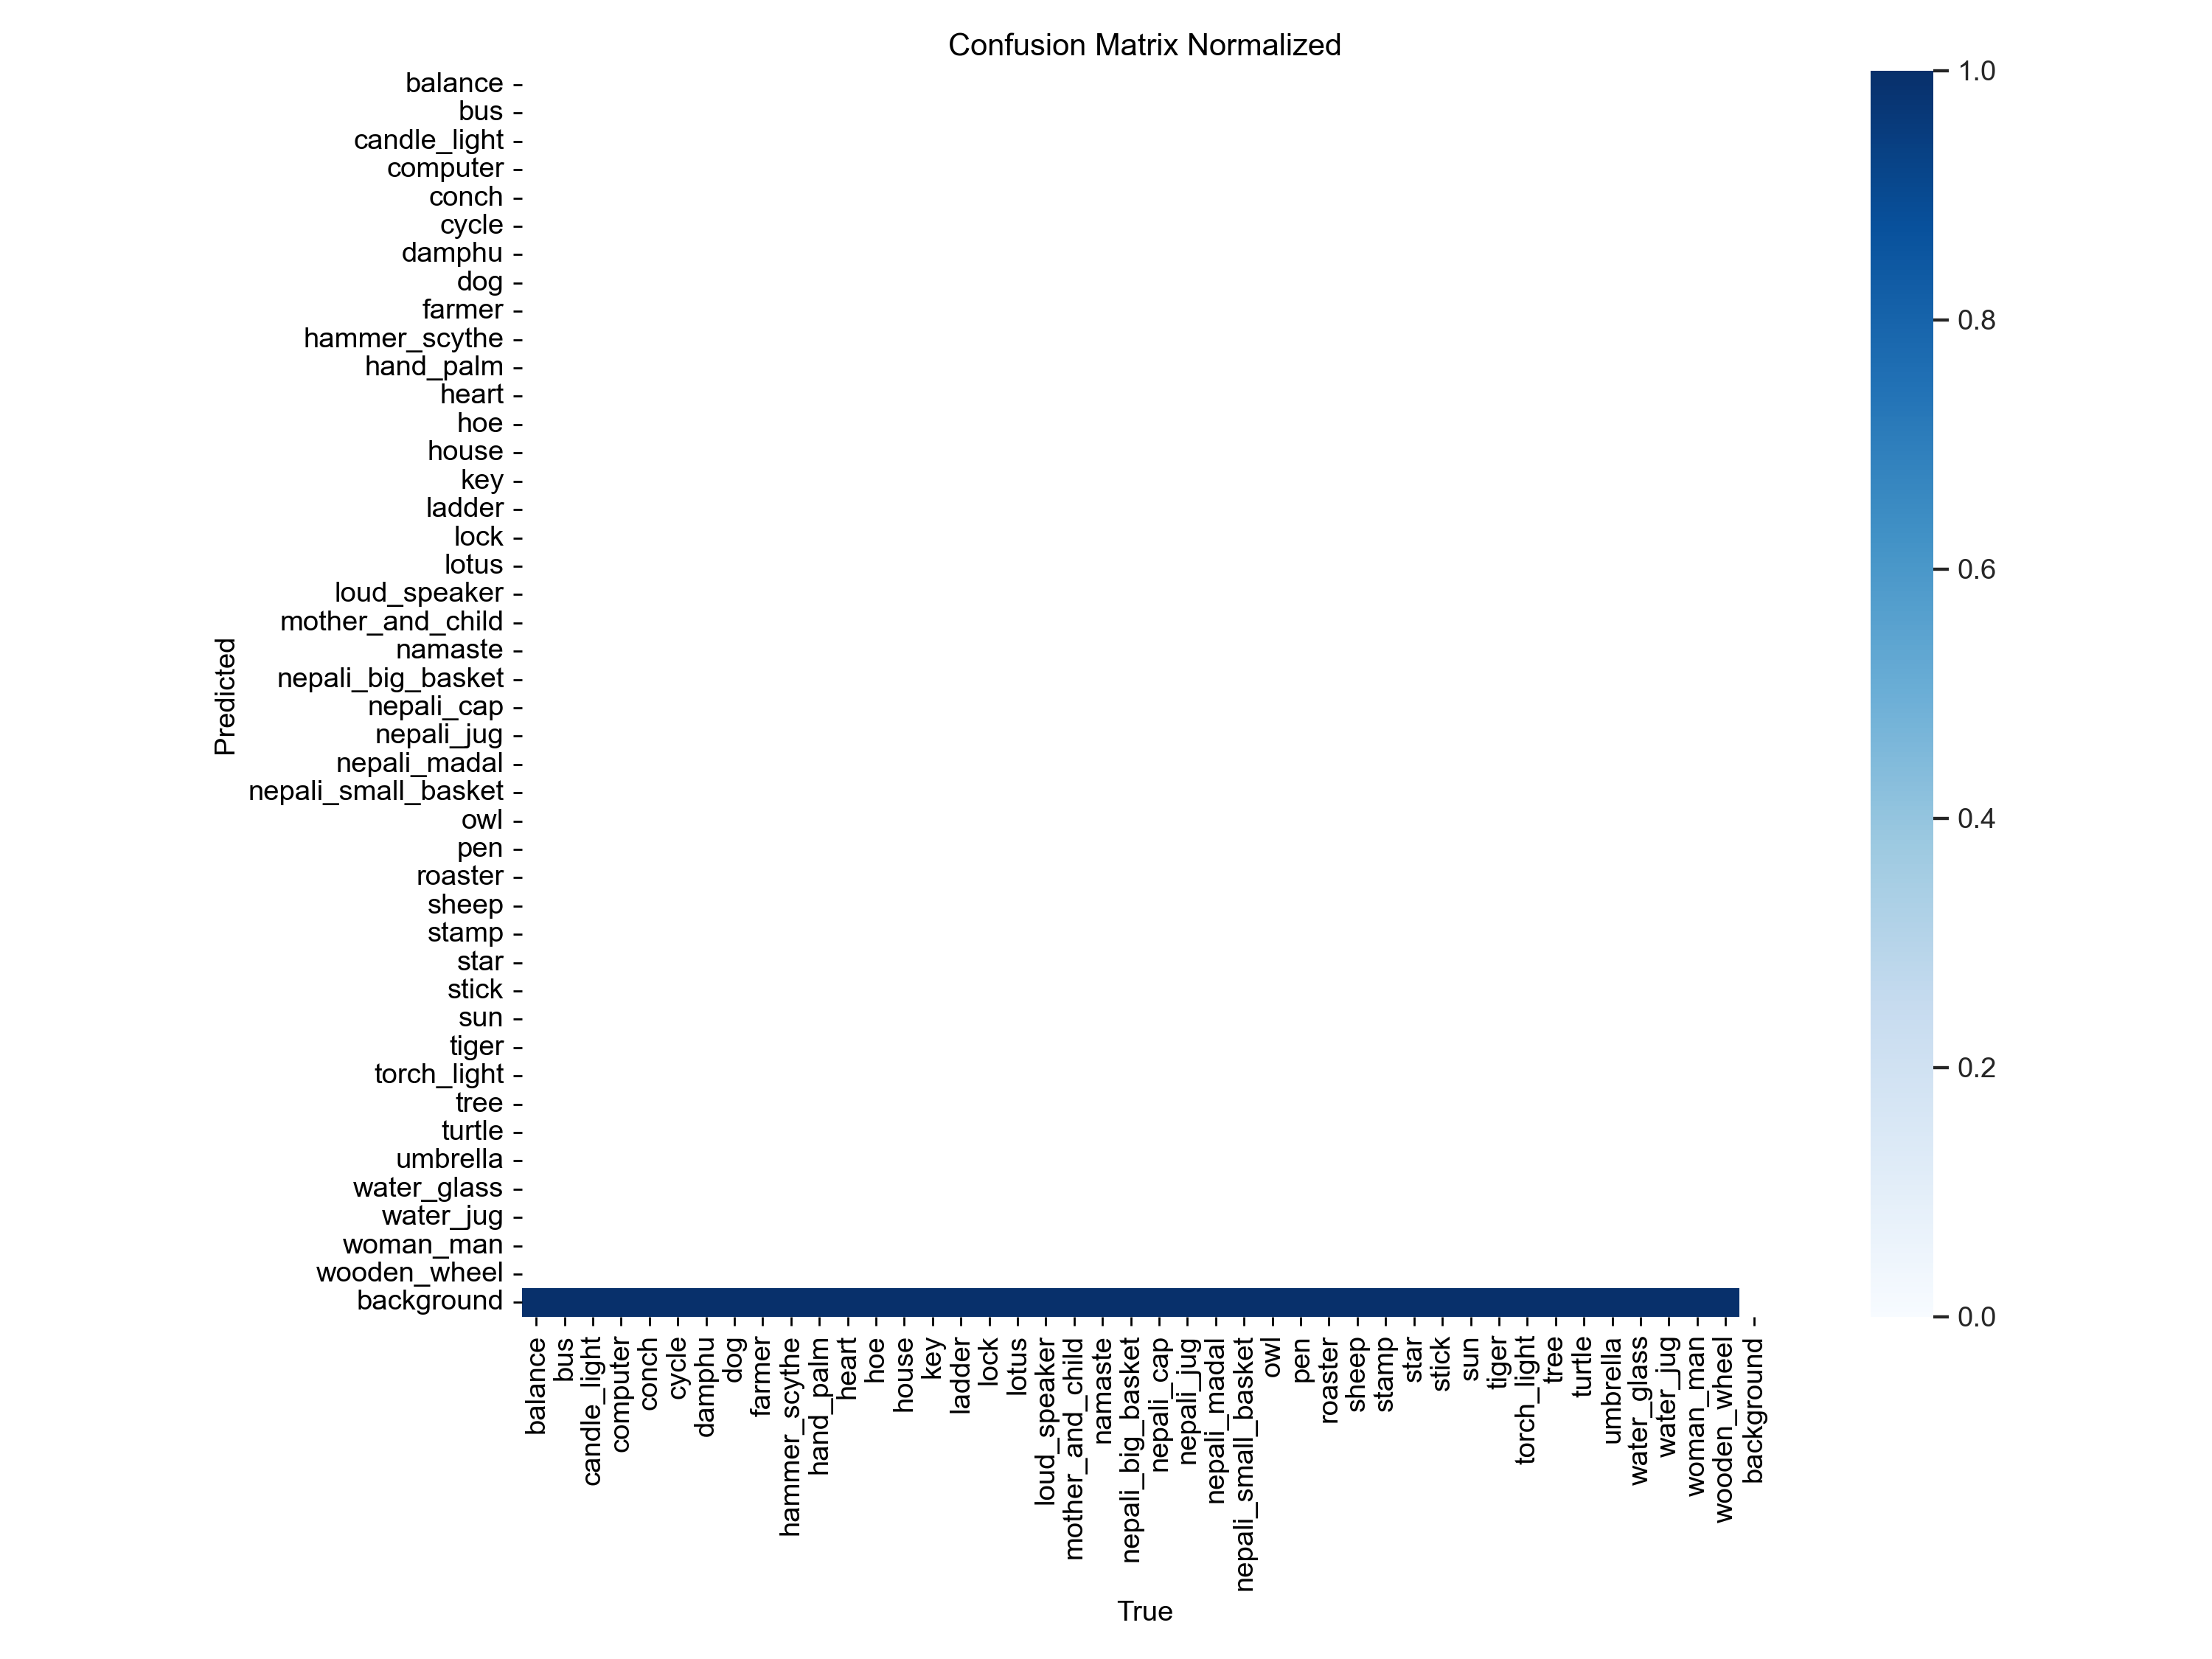 Confusion Matrix Normalized
balance
bus
candle_light
computer
conch
cycle
damphu
dog
farmer
hammer_scythe
hand_palm
heart
hoe
house
key
ladder
lock
lotus
loud_speaker
mother_and_child
namaste
nepali_big_basket
nepali_cap
nepali_jug
nepali_madal
nepali_small_basket
owl
pen
roaster
sheep
stamp
star
stick
sun
tiger
torch_light
tree
turtle
umbrella
water_glass
water_jug
woman_man
wooden_wheel
background
Predicted
balance
bus
candle_light
computer
conch
cycle
damphu
dog
farmer
hammer_scythe
hand_palm
heart
hoe
house
key
ladder
lock
lotus
loud_speaker
mother_and_child
namaste
nepali_big_basket
nepali_cap
nepali_jug
nepali_madal
nepali_small_basket
owl
pen
roaster
sheep
stamp
star
stick
sun
tiger
torch_light
tree
turtle
umbrella
water_glass
water_jug
woman_man
wooden_wheel
background
True
1.0
0.8
0.6
0.4
0.2
0.0